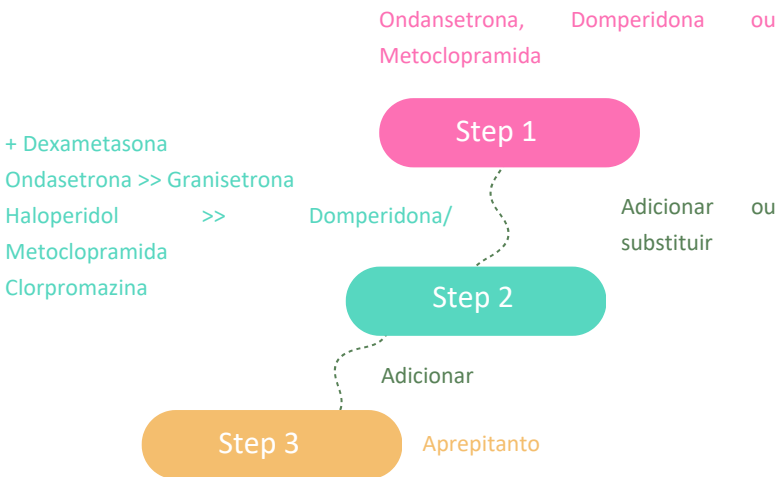 Ondansetrona, Domperidona ou
Metoclopramida
Step 1
+ Dexametasona
Ondasetrona >> Granisetrona
Haloperidol >> Domperidona/
Metoclopramida
Clorpromazina
Adicionar ou
substituir
Step 2
Adicionar
Step 3
Aprepitanto